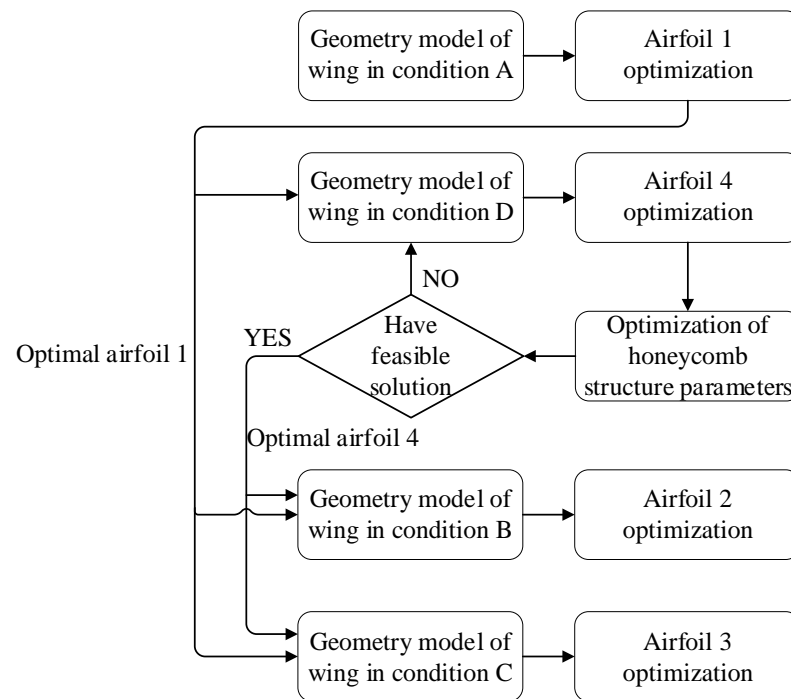 Geometry model of
wing in condition A
Airfoil 1
optimization
Geometry model of
wing in condition D
Airfoil 4
optimization
NO
YES
Have
feasible
solution
Optimization of
honeycomb
structure parameters
Optimal airfoil 1
Optimal airfoil 4
Geometry model of
wing in condition B
Airfoil 2
optimization
Geometry model of
wing in condition C
Airfoil 3
optimization